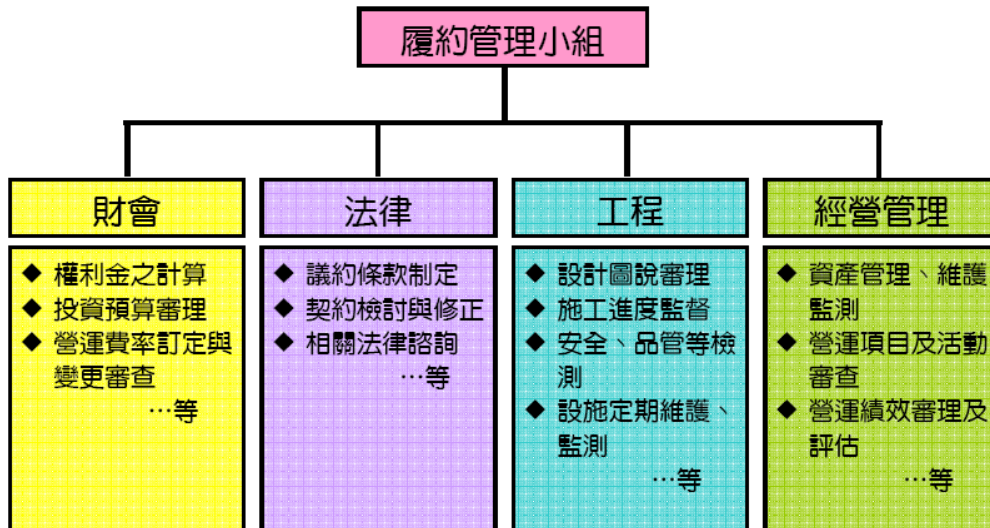 履約管理小組
財會
◆ 權利金之計算
◆ 投資預算審理
◆ 營運費率訂定與
變更審查
…等
法律
◆ 議約條款制定
◆ 契約檢討與修正
◆ 相關法律諮詢
…等
工程
◆ 設計圖說審理
◆ 施工進度監督
◆ 安全、品管等檢
測
◆ 設施定期維護、
監測
…等
經營管理
◆ 資產管理、維護
監測
◆ 營運項目及活動
審查
◆ 營運績效審理及
評估
…等